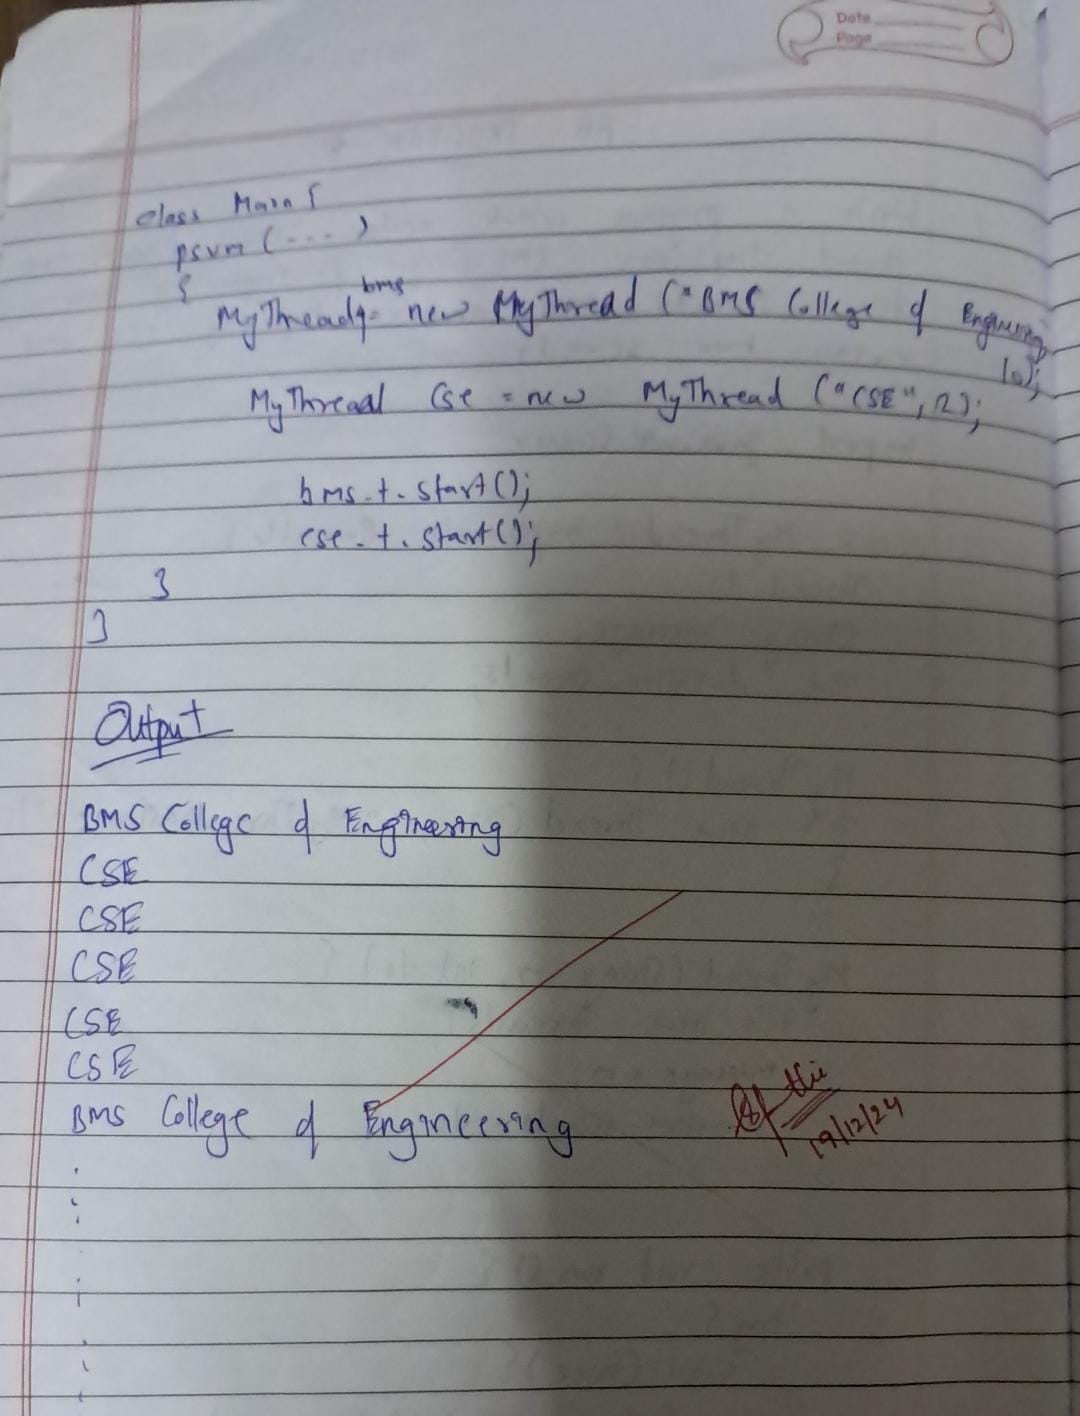 Date
Page
class Main {
psvm (....)
{
MyThread bms = new MyThread ("BMS College of Engineering
10);
MyThread cse = new MyThread ("CSE", 2);
bms.t.start();
cse.t.start();
}
}
Output
BMS College of Engineering
CSE
CSE
CSE
CSE
CSE
BMS College of Engineering
19/12/24